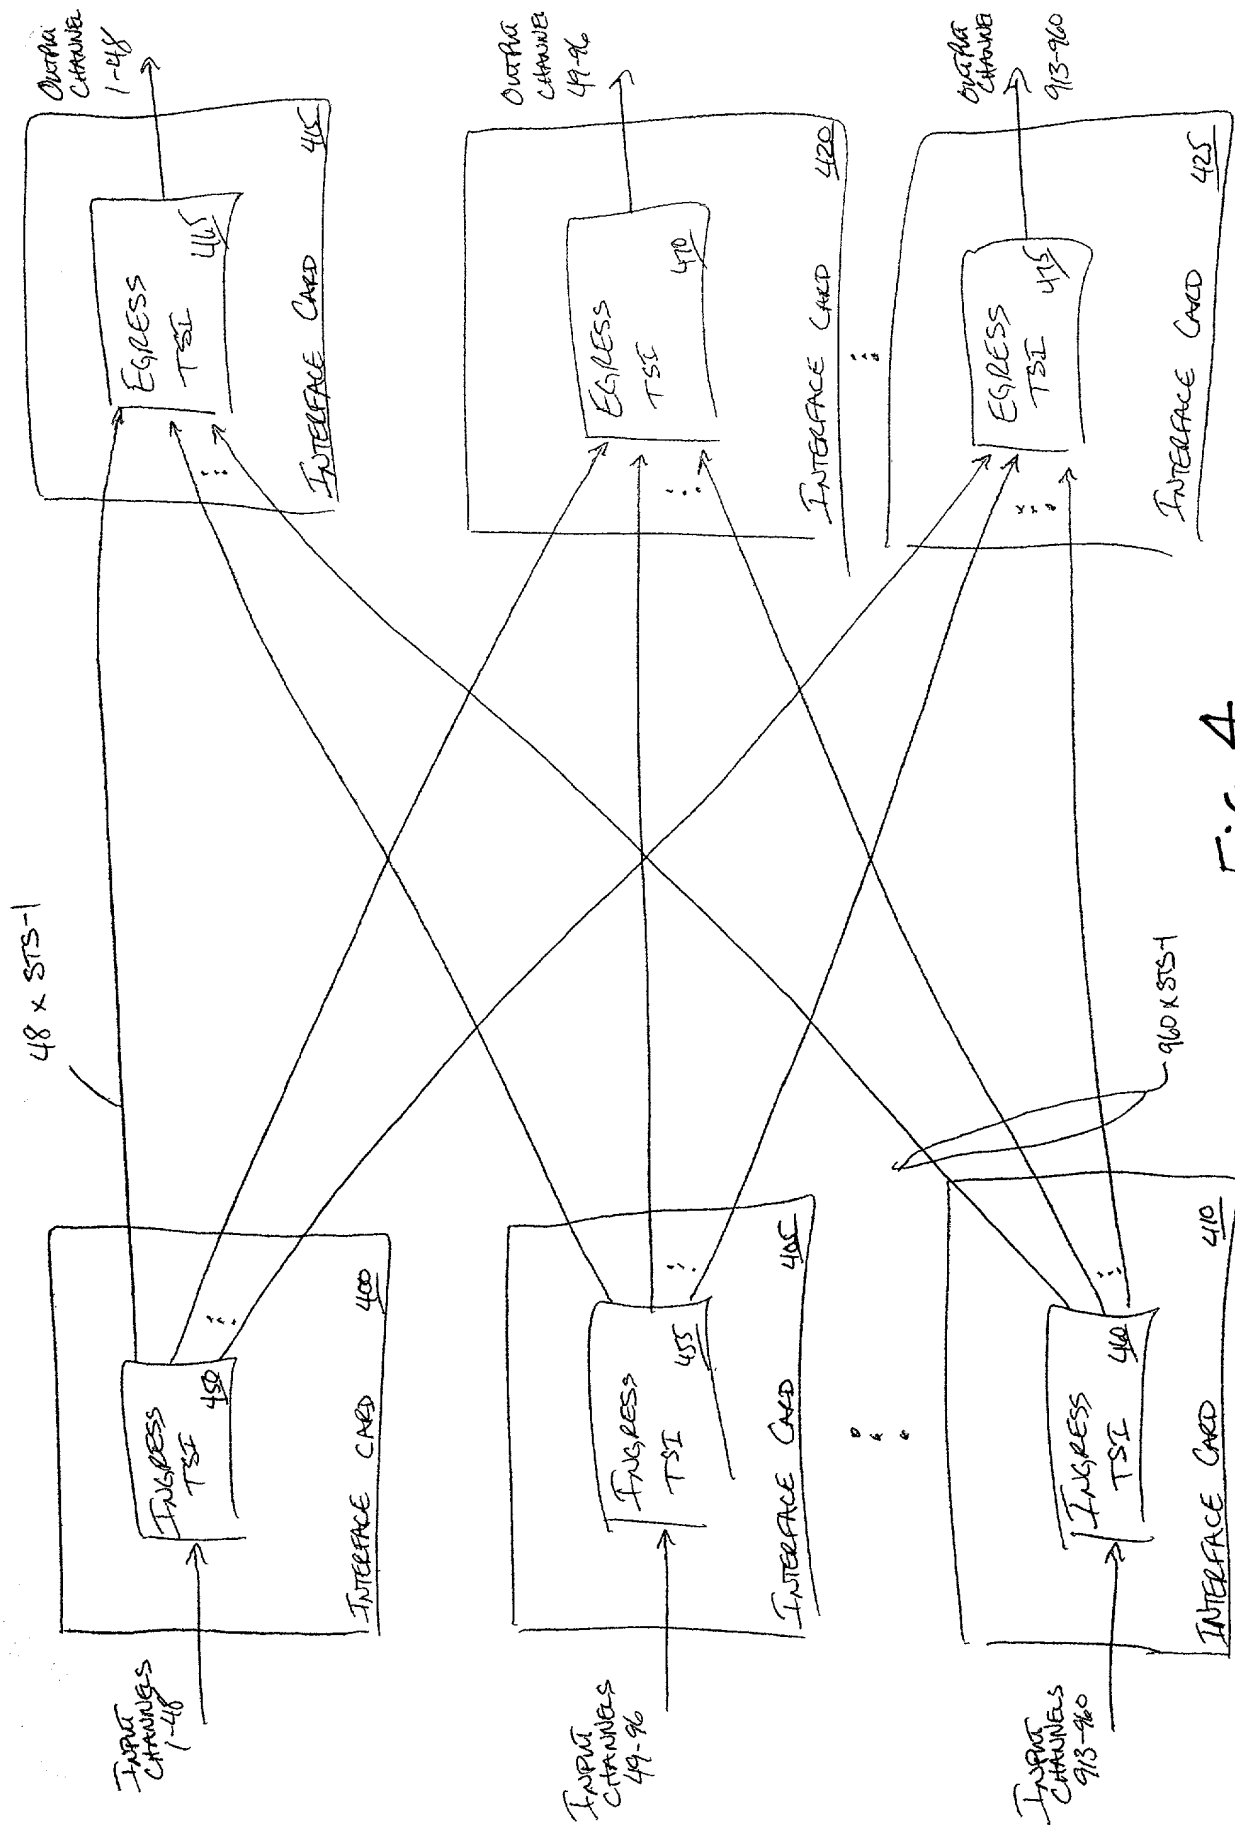 INPUT
CHANNELS
1-48
INGRESS
TSI
450
INTERFACE CARD
400
48 x STS-1
EGRESS
TSI
465
INTERFACE CARD
415
OUTPUT
CHANNEL
1-48
INPUT
CHANNELS
49-96
INGRESS
TSI
455
INTERFACE CARD
405
EGRESS
TSI
470
INTERFACE CARD
420
OUTPUT
CHANNEL
49-96
INPUT
CHANNELS
913-960
INGRESS
TSI
460
INTERFACE CARD
410
960 x STS-1
EGRESS
TSI
475
INTERFACE CARD
425
OUTPUT
CHANNEL
913-960
Fig 4